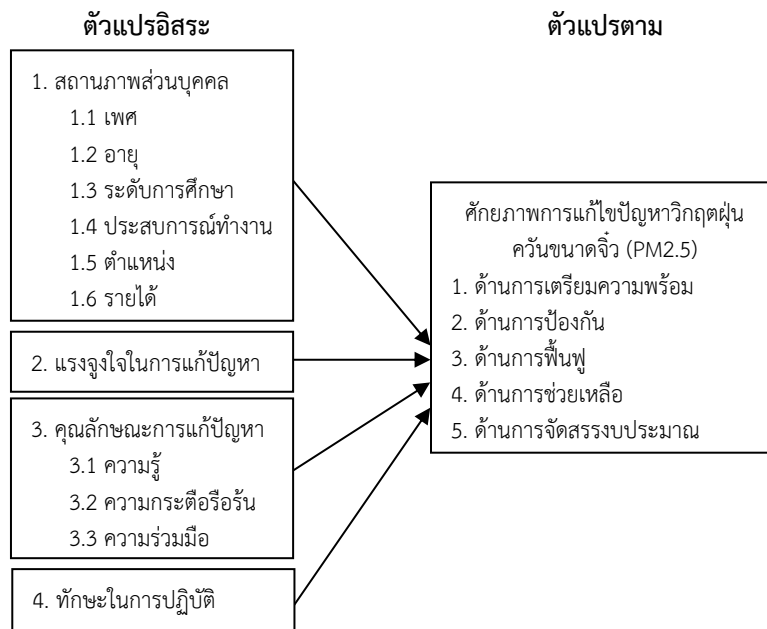 ตัวแปรอิสระ
1. สถานภาพส่วนบุคคล
1.1 เพศ
1.2 อายุ
1.3 ระดับการศึกษา
1.4 ประสบการณ์ทำงาน
1.5 ตำแหน่ง
1.6 รายได้
2. แรงจูงใจในการแก้ปัญหา
3. คุณลักษณะการแก้ปัญหา
3.1 ความรู้
3.2 ความกระตือรือร้น
3.3 ความร่วมมือ
4. ทักษะในการปฏิบัติ
ตัวแปรตาม
ศักยภาพการแก้ไขปัญหาวิกฤตฝุ่น
ควันขนาดจิ๋ว (PM2.5)
1. ด้านการเตรียมความพร้อม
2. ด้านการป้องกัน
3. ด้านการฟื้นฟู
4. ด้านการช่วยเหลือ
5. ด้านการจัดสรรงบประมาณ